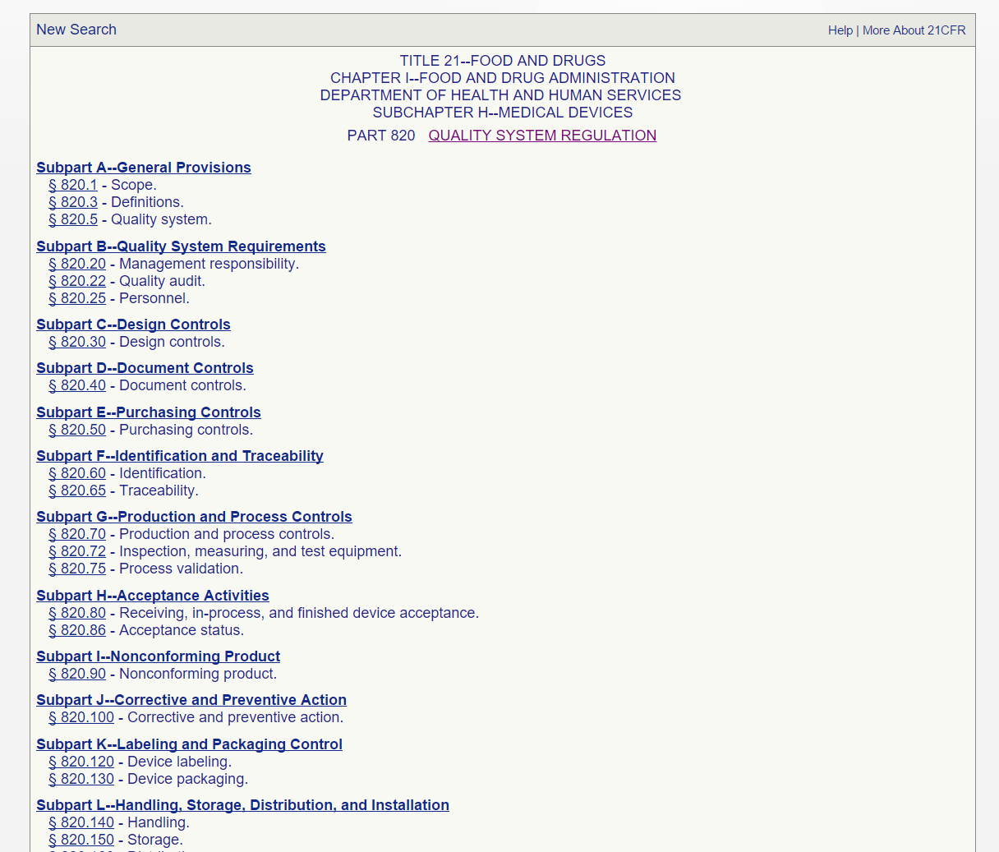 New Search
Help | More About 21CFR
TITLE 21--FOOD AND DRUGS
CHAPTER I--FOOD AND DRUG ADMINISTRATION
DEPARTMENT OF HEALTH AND HUMAN SERVICES
SUBCHAPTER H--MEDICAL DEVICES
PART 820 QUALITY SYSTEM REGULATION
Subpart A--General Provisions
§ 820.1 - Scope.
§ 820.3 - Definitions.
§ 820.5 - Quality system.
Subpart B--Quality System Requirements
§ 820.20 - Management responsibility.
§ 820.22 - Quality audit.
§ 820.25 - Personnel.
Subpart C--Design Controls
§ 820.30 - Design controls.
Subpart D--Document Controls
§ 820.40 - Document controls.
Subpart E--Purchasing Controls
§ 820.50 - Purchasing controls.
Subpart F--Identification and Traceability
§ 820.60 - Identification.
§ 820.65 - Traceability.
Subpart G--Production and Process Controls
§ 820.70 - Production and process controls.
§ 820.72 - Inspection, measuring, and test equipment.
§ 820.75 - Process validation.
Subpart H--Acceptance Activities
§ 820.80 - Receiving, in-process, and finished device acceptance.
§ 820.86 - Acceptance status.
Subpart I--Nonconforming Product
§ 820.90 - Nonconforming product.
Subpart J--Corrective and Preventive Action
§ 820.100 - Corrective and preventive action.
Subpart K--Labeling and Packaging Control
§ 820.120 - Device labeling.
§ 820.130 - Device packaging.
Subpart L--Handling, Storage, Distribution, and Installation
§ 820.140 - Handling.
§ 820.150 - Storage.